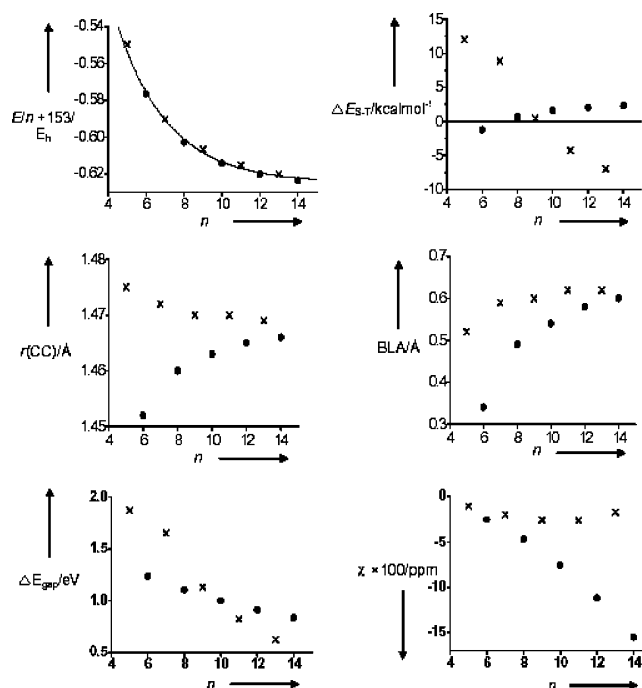 -0.54
-0.56
-0.58
-0.60
-0.62
E/n + 153/
E_h
4 6 8 10 12 14
n
15
10
5
0
-5
-10
△E_S-T/kcalmol⁻¹
4 6 8 10 12 14
n
1.48
1.47
1.46
1.45
r(CC)/Å
4 6 8 10 12 14
n
0.7
0.6
0.5
0.4
0.3
BLA/Å
4 6 8 10 12 14
n
2.0
1.5
1.0
0.5
△E_gap/eV
4 6 8 10 12 14
n
0
-5
-10
-15
χ × 100/ppm
4 6 8 10 12 14
n